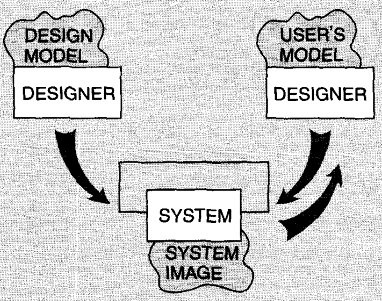 DESIGN
MODEL
DESIGNER
USER'S
MODEL
DESIGNER
SYSTEM
SYSTEM
IMAGE